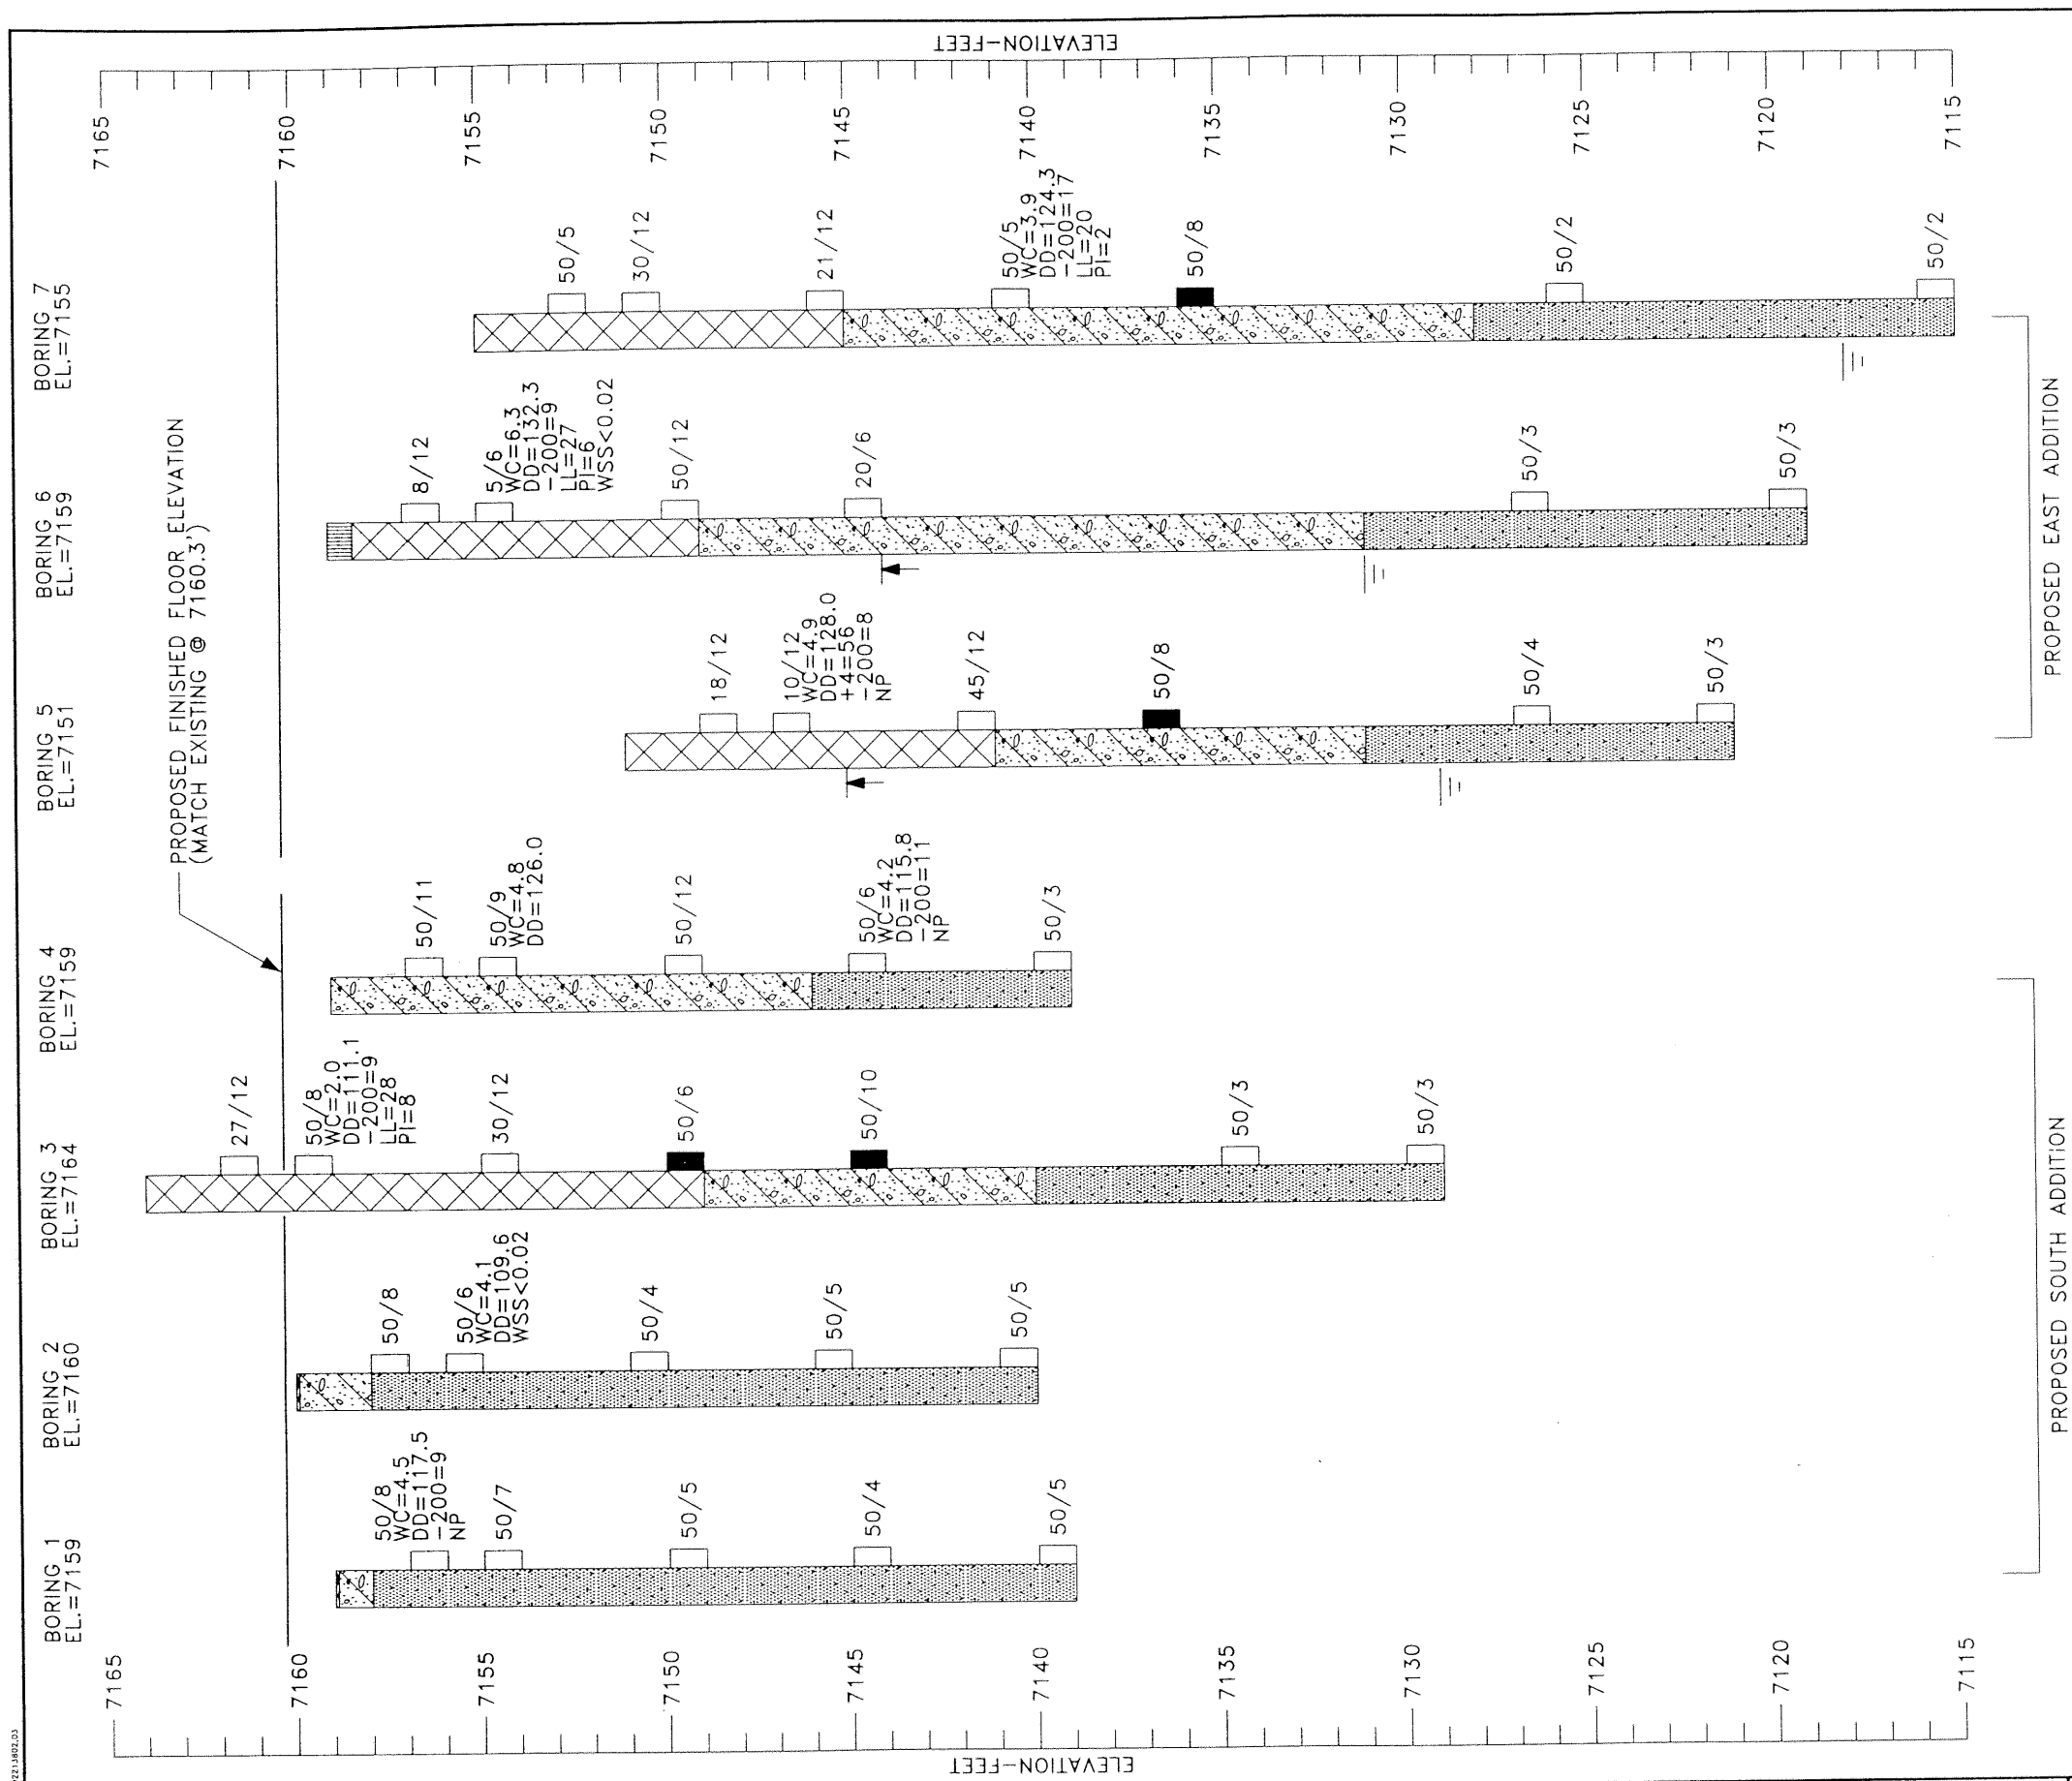 BORING 1
EL.=7159
BORING 2
EL.=7160
BORING 3
EL.=7164
BORING 4
EL.=7159
BORING 5
EL.=7151
BORING 6
EL.=7159
BORING 7
EL.=7155
PROPOSED FINISHED FLOOR ELEVATION
(MATCH EXISTING @ 7160.3')
ELEVATION-FEET
7165
7160
7155
7150
7145
7140
7135
7130
7125
7120
7115
50/8
WC=4.5
DD=117.5
-200=9
NP
50/7
50/5
50/4
50/5
50/8
50/6
WC=4.1
DD=109.6
WSS<0.02
50/4
50/5
50/5
27/12
50/8
WC=2.0
DD=111.1
-200=9
LL=28
PI=8
30/12
50/6
50/10
50/3
50/3
50/11
50/9
WC=4.8
DD=126.0
50/12
50/6
WC=4.2
DD=115.8
-200=11
NP
50/3
18/12
10/12
WC=4.9
DD=128.0
+4=56
-200=8
NP
45/12
50/8
50/4
50/3
8/12
5/6
WC=6.3
DD=132.3
-200=9
LL=27
PI=6
WSS<0.02
50/12
20/6
50/3
50/3
50/5
30/12
21/12
50/5
WC=3.9
DD=124.3
-200=17
LL=20
PI=2
50/8
50/2
50/2
ELEVATION-FEET
7165
7160
7155
7150
7145
7140
7135
7130
7125
7120
7115
PROPOSED SOUTH ADDITION
PROPOSED EAST ADDITION